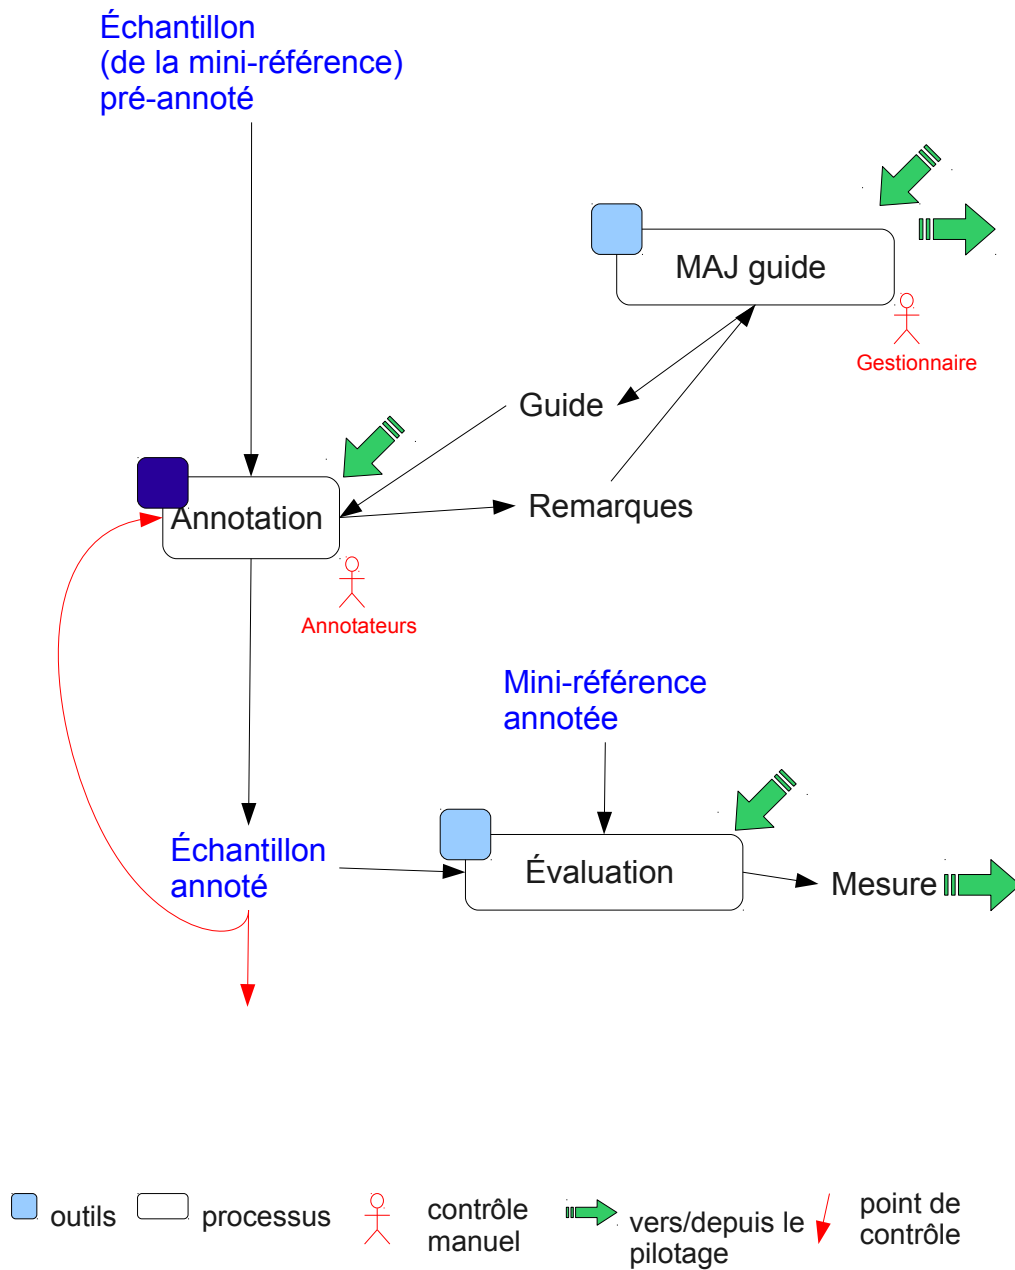 Échantillon
(de la mini-référence)
pré-annoté
MAJ guide
Gestionnaire
Guide
Remarques
Annotation
Annotateurs
Mini-référence
annotée
Échantillon
annoté
Évaluation
Mesure
outils
processus
contrôle
manuel
vers/depuis le
pilotage
point de
contrôle